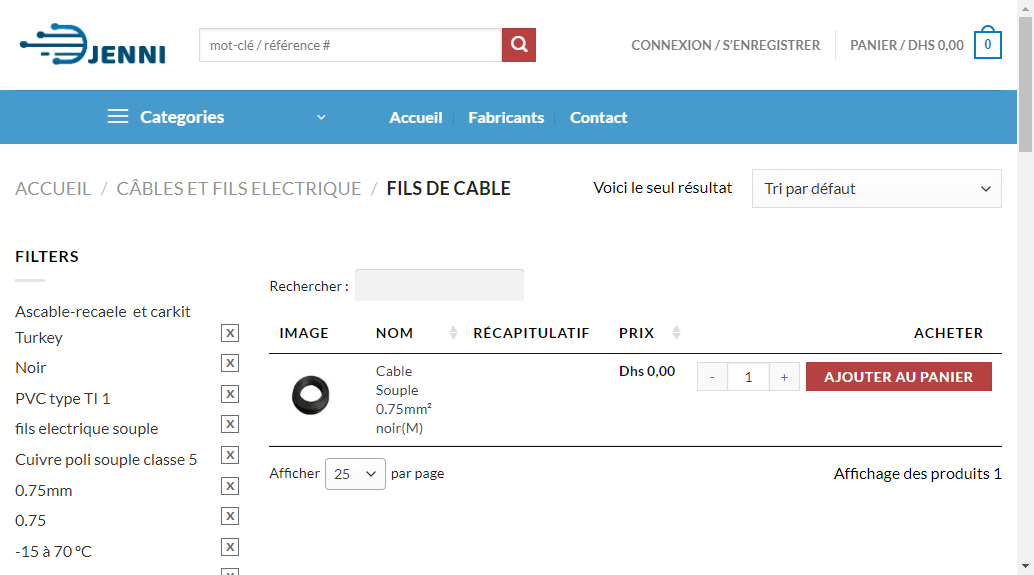 JENNI
mot-clé / référence #
CONNEXION / S'ENREGISTRER
PANIER / DHS 0,00
0
Categories
Accueil
Fabricants
Contact
ACCUEIL / CÂBLES ET FILS ELECTRIQUE / FILS DE CABLE
Voici le seul résultat
Tri par défaut
FILTERS
Ascable-recaele et carkit
Turkey x
Noir x
PVC type TI 1 x
fils electrique souple x
Cuivre poli souple classe 5 x
0.75mm x
0.75 x
-15 à 70 °C x
Rechercher :
IMAGE NOM RÉCAPITULATIF PRIX ACHETER
Cable
Souple
0.75mm²
noir(M)
Dhs 0,00
- 1 +
AJOUTER AU PANIER
Afficher 25 par page
Affichage des produits 1